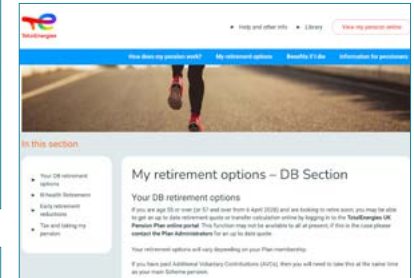 TotalEnergies
Help and other info
Library
View my pension online
How does my pension work?
My retirement options
Benefits if I die
Information for pensioners
In this section
Your DB retirement
options
Ill-health Retirement
Early retirement
reductions
Tax and taking my
pension
My retirement options – DB Section
Your DB retirement options
If you are age 55 or over (or 57 and over from 6 April 2028) and are looking to retire soon, you may be able
to get an up to date retirement quote or transfer calculation online by logging in to the TotalEnergies UK
Pension Plan online portal. This function may not be available to all at present, if this is the case please
contact the Plan Administrators for an up to date quote.
Your retirement options will vary depending on your Plan membership.
If you have paid Additional Voluntary Contributions (AVCs), then you will need to take this at the same time
as your main Scheme pension.